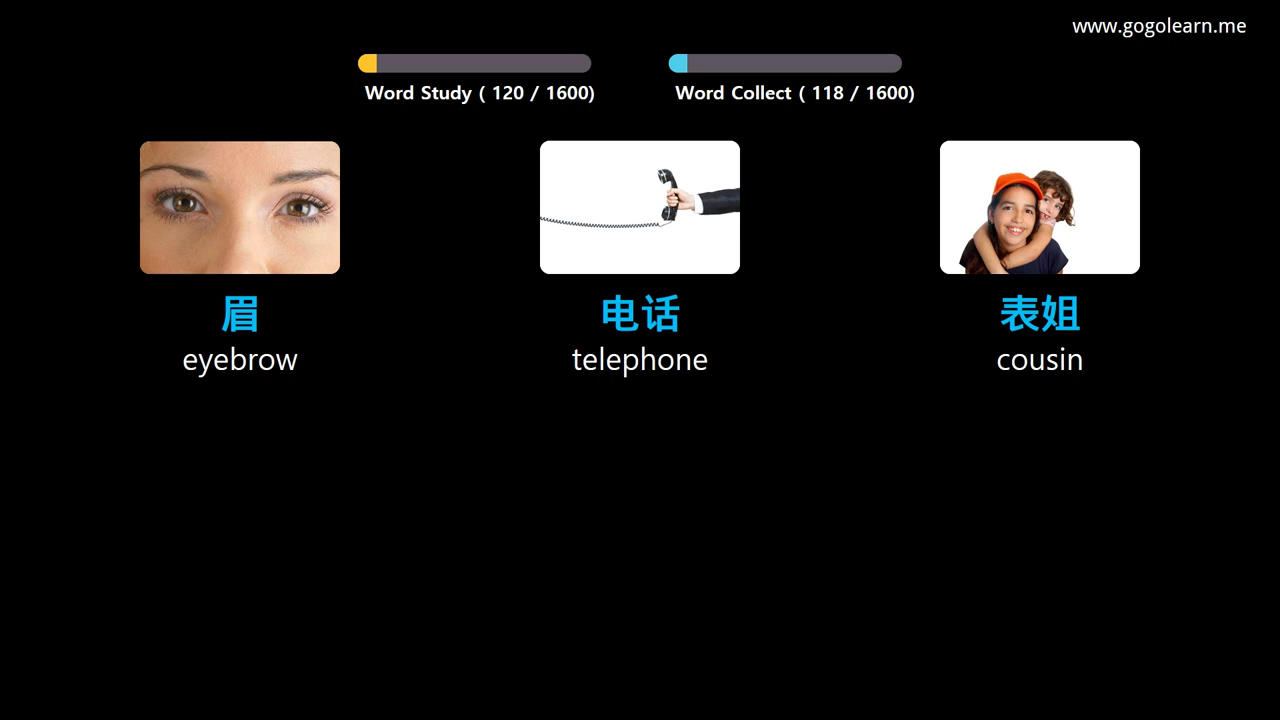 www.gogolearn.me
Word Study ( 120 / 1600)
Word Collect ( 118 / 1600)
眉
eyebrow
电话
telephone
表姐
cousin